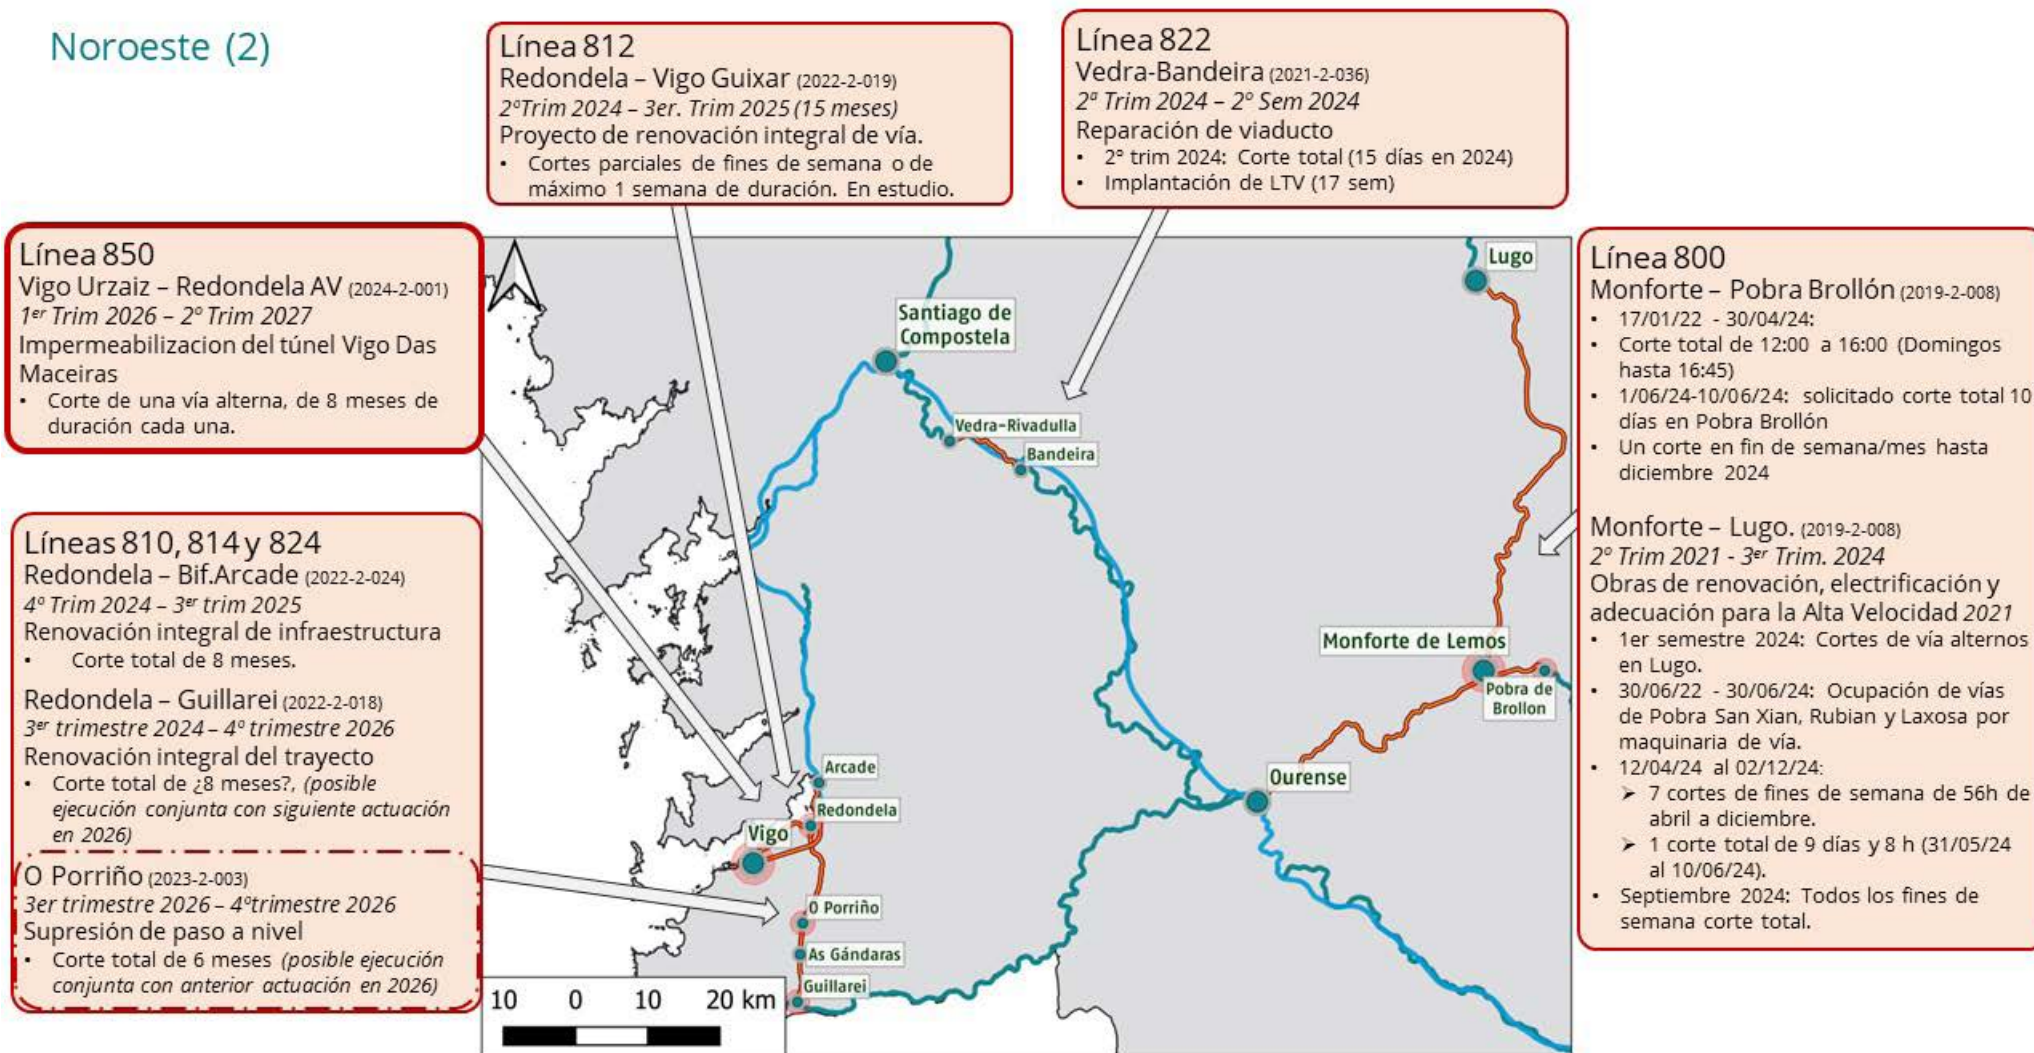 Noroeste (2)
Línea 812
Redondela – Vigo Guixar (2022-2-019)
2ºTrim 2024 – 3er. Trim 2025 (15 meses)
Proyecto de renovación integral de vía.
• Cortes parciales de fines de semana o de
máximo 1 semana de duración. En estudio.
Línea 822
Vedra-Bandeira (2021-2-036)
2ª Trim 2024 – 2º Sem 2024
Reparación de viaducto
• 2º trim 2024: Corte total (15 días en 2024)
• Implantación de LTV (17 sem)
Línea 850
Vigo Urzaiz – Redondela AV (2024-2-001)
1er Trim 2026 – 2º Trim 2027
Impermeabilizacion del túnel Vigo Das
Maceiras
• Corte de una vía alterna, de 8 meses de
duración cada una.
Líneas 810, 814 y 824
Redondela – Bif.Arcade (2022-2-024)
4º Trim 2024 – 3er trim 2025
Renovación integral de infraestructura
• Corte total de 8 meses.
Redondela – Guillarei (2022-2-018)
3er trimestre 2024 – 4º trimestre 2026
Renovación integral del trayecto
• Corte total de ¿8 meses?, (posible
ejecución conjunta con siguiente actuación
en 2026)
O Porriño (2023-2-003)
3er trimestre 2026 – 4ºtrimestre 2026
Supresión de paso a nivel
• Corte total de 6 meses (posible ejecución
conjunta con anterior actuación en 2026)
Línea 800
Monforte – Pobra Brollón (2019-2-008)
• 17/01/22 - 30/04/24:
• Corte total de 12:00 a 16:00 (Domingos
hasta 16:45)
• 1/06/24-10/06/24: solicitado corte total 10
días en Pobra Brollón
• Un corte en fin de semana/mes hasta
diciembre 2024
Monforte – Lugo. (2019-2-008)
2º Trim 2021 - 3er Trim. 2024
Obras de renovación, electrificación y
adecuación para la Alta Velocidad 2021
• 1er semestre 2024: Cortes de vía alternos
en Lugo.
• 30/06/22 - 30/06/24: Ocupación de vías
de Pobra San Xian, Rubian y Laxosa por
maquinaria de vía.
• 12/04/24 al 02/12/24:
➢ 7 cortes de fines de semana de 56h de
abril a diciembre.
➢ 1 corte total de 9 días y 8 h (31/05/24
al 10/06/24).
• Septiembre 2024: Todos los fines de
semana corte total.
Lugo
Santiago de
Compostela
Vedra-Rivadulla
Bandeira
Monforte de Lemos
Pobra de
Brollon
Ourense
Arcade
Redondela
Vigo
O Porriño
As Gándaras
Guillarei
10 0 10 20 km